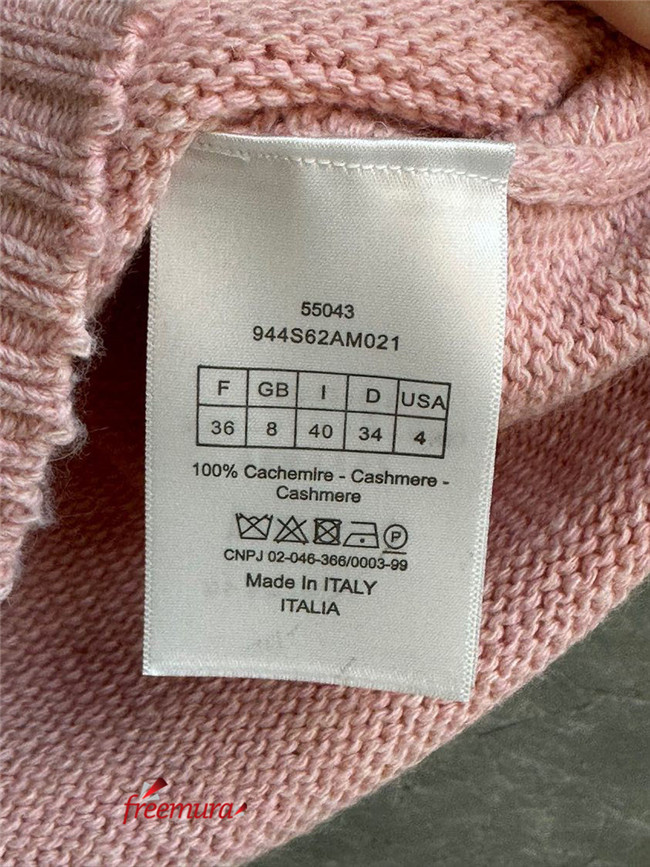 55043
944S62AM021
F GB I D USA
36 8 40 34 4
100% Cachemire - Cashmere -
Cashmere
P
CNPJ 02-046-366/0003-99
Made In ITALY
ITALIA
freemura